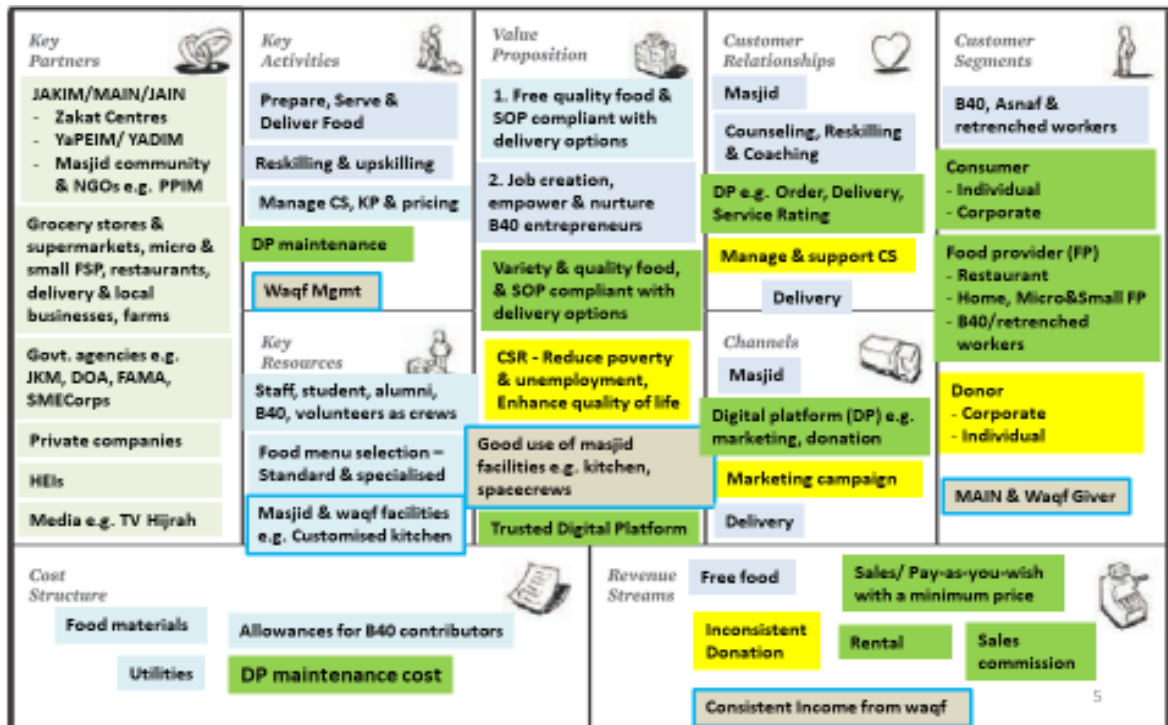 Key
Partners
JAKIM/MAIN/JAIN
- Zakat Centres
- YaPEIM/ YADIM
- Masjid community
& NGOs e.g. PPIM
Grocery stores &
supermarkets, micro &
small FSP, restaurants,
delivery & local
businesses, farms
Govt. agencies e.g.
JKM, DOA, FAMA,
SMECorps
Private companies
HEIs
Media e.g. TV Hijrah
Key
Activities
Prepare, Serve &
Deliver Food
Reskilling & upskilling
Manage CS, KP & pricing
DP maintenance
Waqf Mgmt
Key
Resources
Staff, student, alumni,
B40, volunteers as crews
Food menu selection –
Standard & specialised
Masjid & waqf facilities
e.g. Customised kitchen
Value
Proposition
1. Free quality food &
SOP compliant with
delivery options
2. Job creation,
empower & nurture
B40 entrepreneurs
Variety & quality food,
& SOP compliant with
delivery options
CSR - Reduce poverty
& unemployment,
Enhance quality of life
Good use of masjid
facilities e.g. kitchen,
spacecrews
Trusted Digital Platform
Customer
Relationships
Masjid
Counseling, Reskilling
& Coaching
DP e.g. Order, Delivery,
Service Rating
Manage & support CS
Delivery
Channels
Masjid
Digital platform (DP) e.g.
marketing, donation
Marketing campaign
Delivery
Customer
Segments
B40, Asnaf &
retrenched workers
Consumer
- Individual
- Corporate
Food provider (FP)
- Restaurant
- Home, Micro&Small FP
- B40/retrenched
workers
Donor
- Corporate
- Individual
MAIN & Waqf Giver
Cost
Structure
Food materials
Allowances for B40 contributors
Utilities
DP maintenance cost
Revenue
Streams
Free food
Sales/ Pay-as-you-wish
with a minimum price
Inconsistent
Donation
Rental
Sales
commission
Consistent Income from waqf
5